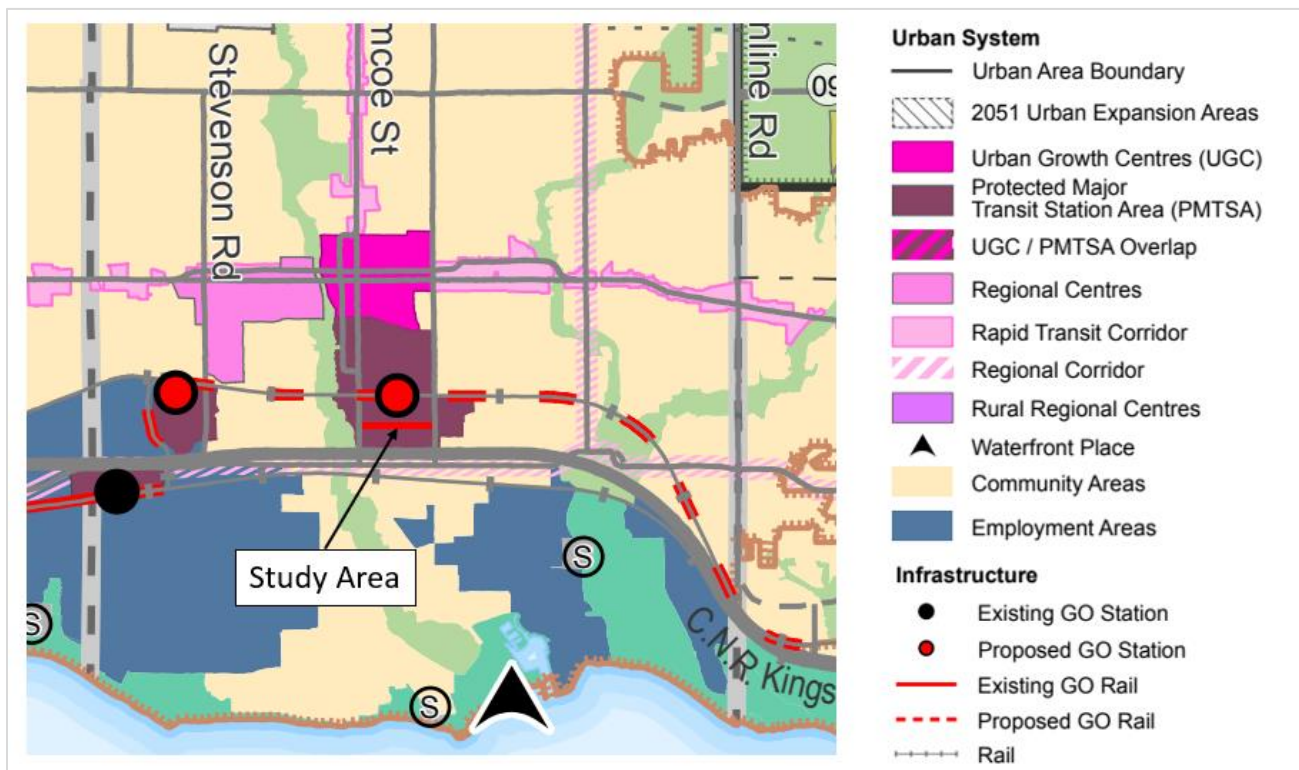 Stevenson Rd
mcoe St
nline Rd
09
Study Area
S
S
S
C.N.R. Kings
Urban System
Urban Area Boundary
2051 Urban Expansion Areas
Urban Growth Centres (UGC)
Protected Major
Transit Station Area (PMTSA)
UGC / PMTSA Overlap
Regional Centres
Rapid Transit Corridor
Regional Corridor
Rural Regional Centres
Waterfront Place
Community Areas
Employment Areas
Infrastructure
Existing GO Station
Proposed GO Station
Existing GO Rail
Proposed GO Rail
Rail